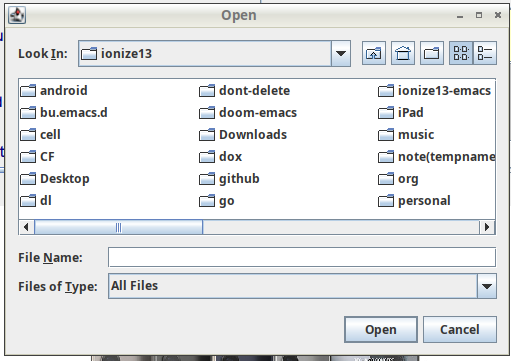 Open
Look In: ionize13
android dont-delete ionize13-emacs
bu.emacs.d doom-emacs iPad
cell Downloads music
CF dox note(tempname
Desktop github org
dl go personal
File Name:
Files of Type: All Files
Open Cancel